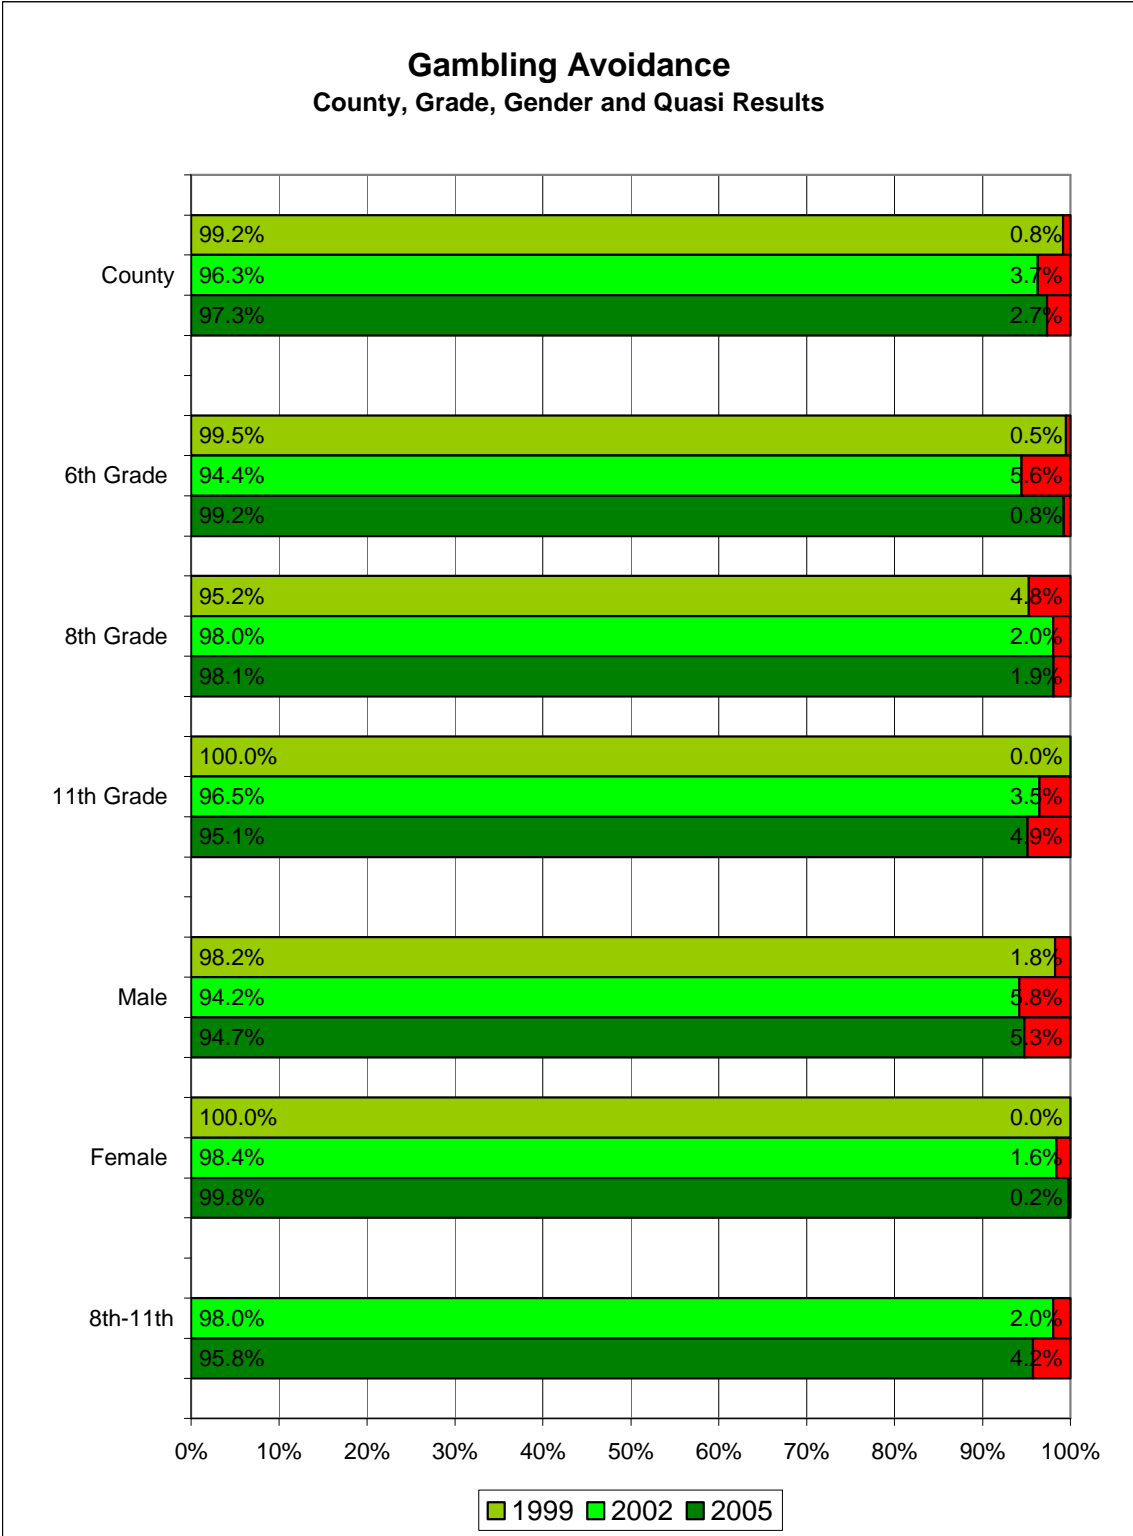 Gambling Avoidance
County, Grade, Gender and Quasi Results
99.2% 0.8%
County 96.3% 3.7%
97.3% 2.7%
99.5% 0.5%
6th Grade 94.4% 5.6%
99.2% 0.8%
95.2% 4.8%
8th Grade 98.0% 2.0%
98.1% 1.9%
100.0% 0.0%
11th Grade 96.5% 3.5%
95.1% 4.9%
98.2% 1.8%
Male 94.2% 5.8%
94.7% 5.3%
100.0% 0.0%
Female 98.4% 1.6%
99.8% 0.2%
8th-11th 98.0% 2.0%
95.8% 4.2%
0% 10% 20% 30% 40% 50% 60% 70% 80% 90% 100%
1999 2002 2005